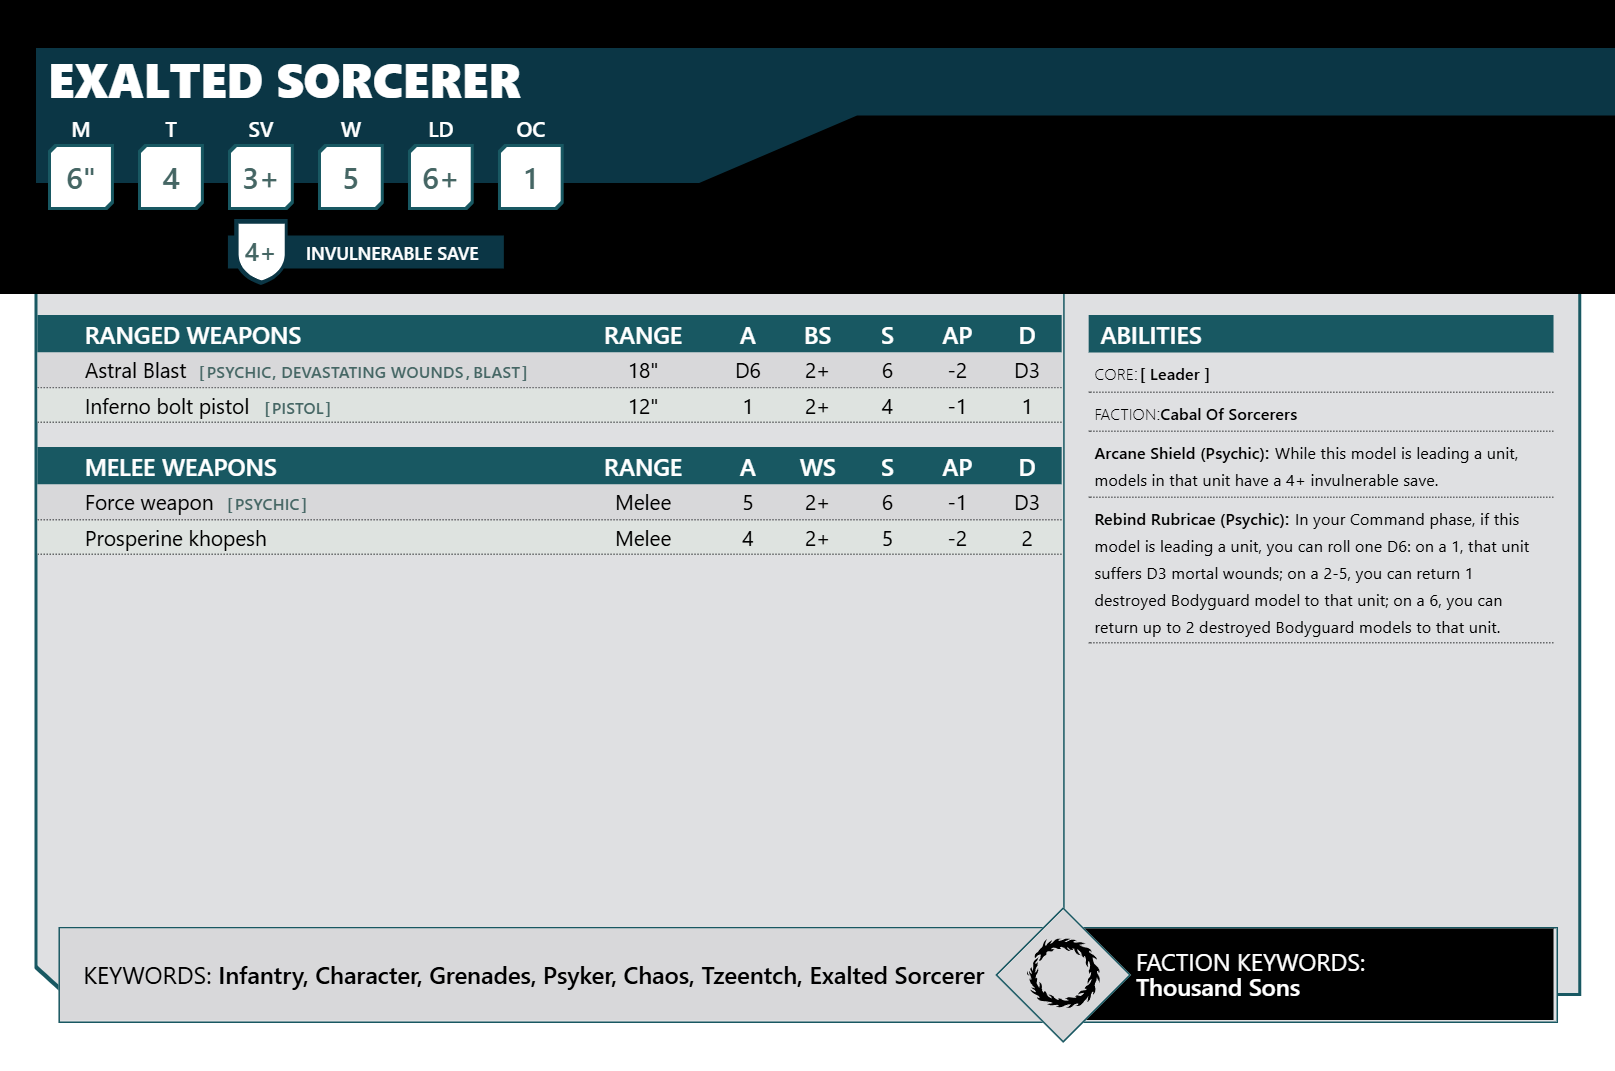 EXALTED SORCERER
M T SV W LD OC
6" 4 3+ 5 6+ 1
4+ INVULNERABLE SAVE
RANGED WEAPONS RANGE A BS S AP D
Astral Blast [PSYCHIC, DEVASTATING WOUNDS, BLAST] 18" D6 2+ 6 -2 D3
Inferno bolt pistol [PISTOL] 12" 1 2+ 4 -1 1
MELEE WEAPONS RANGE A WS S AP D
Force weapon [PSYCHIC] Melee 5 2+ 6 -1 D3
Prosperine khopesh Melee 4 2+ 5 -2 2
ABILITIES
CORE: [ Leader ]
FACTION:Cabal Of Sorcerers
Arcane Shield (Psychic): While this model is leading a unit,
models in that unit have a 4+ invulnerable save.
Rebind Rubricae (Psychic): In your Command phase, if this
model is leading a unit, you can roll one D6: on a 1, that unit
suffers D3 mortal wounds; on a 2-5, you can return 1
destroyed Bodyguard model to that unit; on a 6, you can
return up to 2 destroyed Bodyguard models to that unit.
KEYWORDS: Infantry, Character, Grenades, Psyker, Chaos, Tzeentch, Exalted Sorcerer
FACTION KEYWORDS:
Thousand Sons